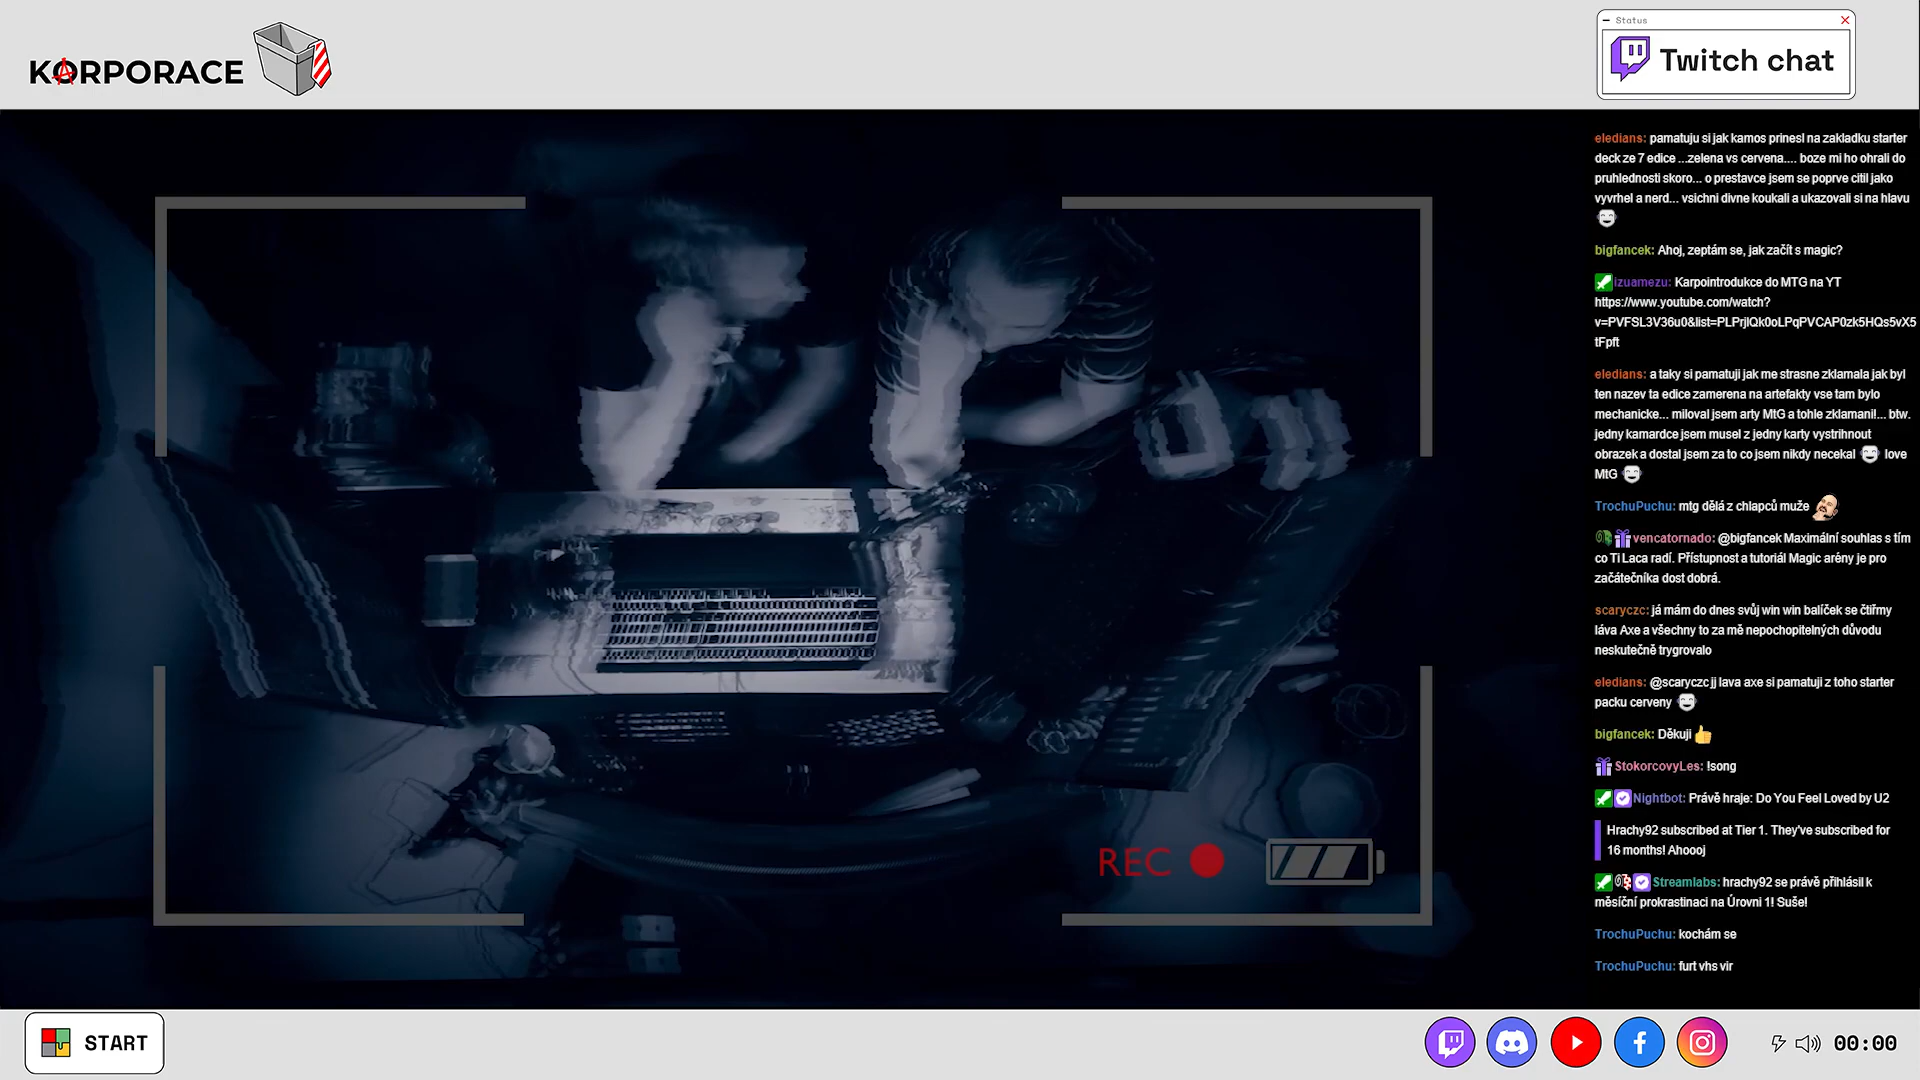 KORPORACE
Status
Twitch chat
eledians: pamatuju si jak kamos prinesl na zakladku starter
deck ze 7 edice ...zelena vs cervena.... boze mi ho ohrali do
pruhlednosti skoro... o prestavce jsem se poprve citil jako
vyvrhel a nerd... vsichni divne koukali a ukazovali si na hlavu
bigfancek: Ahoj, zeptám se, jak začít s magic?
izuamezu: Karpointrodukce do MTG na YT
https://www.youtube.com/watch?
v=PVFSL3V36u0&list=PLPrjlQk0oLPqPVCAP0zk5HQs5vX5
tFpft
eledians: a taky si pamatuji jak me strasne zklamala jak byl
ten nazev ta edice zamerena na artefakty vse tam bylo
mechanicke... miloval jsem arty MtG a tohle zklamani!... btw.
jedny kamardce jsem musel z jedny karty vystrihnout
obrazek a dostal jsem za to co jsem nikdy necekal love
MtG
TrochuPuchu: mtg dělá z chlapců muže
vencatornado: @bigfancek Maximální souhlas s tím
co Ti Laca radí. Přístupnost a tutoriál Magic arény je pro
začátečníka dost dobrá.
scaryczc: já mám do dnes svůj win win balíček se čtiřmy
láva Axe a všechny to za mě nepochopitelných důvodu
neskutečně trygrovalo
eledians: @scaryczc jj lava axe si pamatuji z toho starter
packu cerveny
bigfancek: Děkuji
StokorcovyLes: !song
Nightbot: Právě hraje: Do You Feel Loved by U2
Hrachy92 subscribed at Tier 1. They've subscribed for
16 months! Ahoooj
Streamlabs: hrachy92 se právě přihlásil k
měsíční prokrastinaci na Úrovni 1! Suše!
TrochuPuchu: kochám se
TrochuPuchu: furt vhs vir
REC
START
00:00